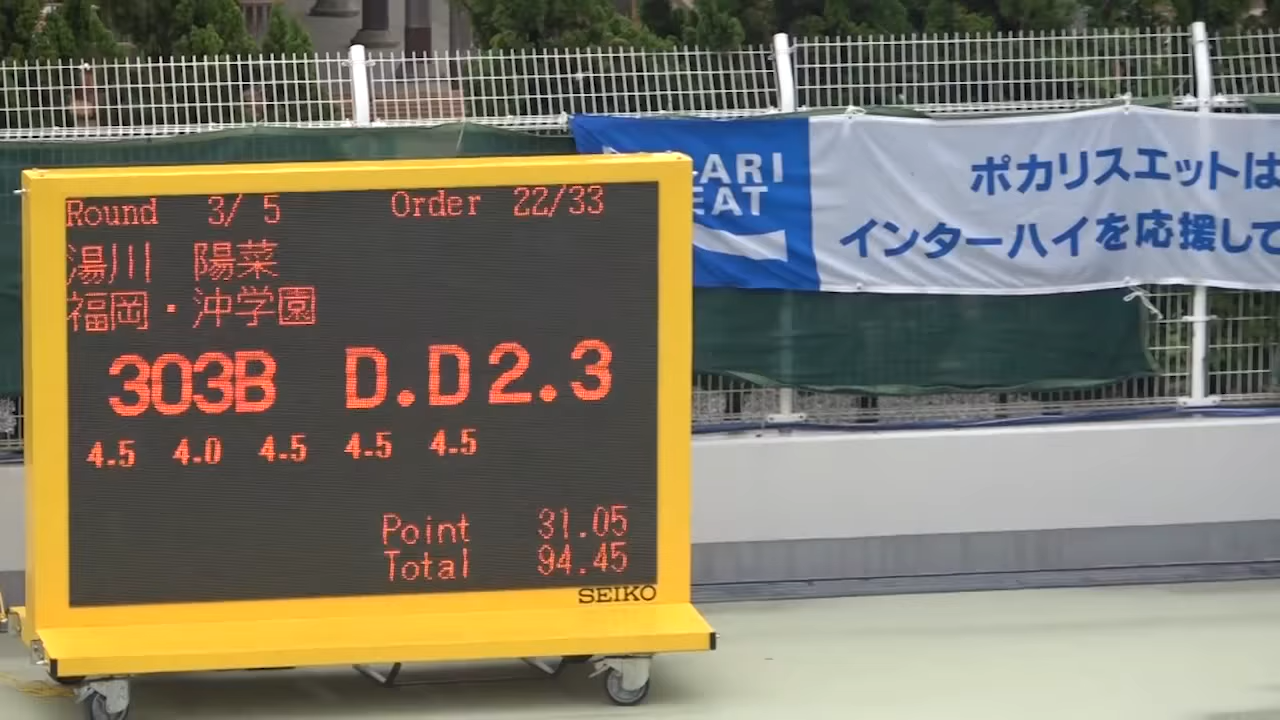 Round 3/ 5 Order 22/33
湯川 陽菜
福岡・沖学園
303B D.D 2.3
4.5 4.0 4.5 4.5 4.5
Point 31.05
Total 94.45
SEIKO
ARI
EAT
ポカリスエットは
インターハイを応援して